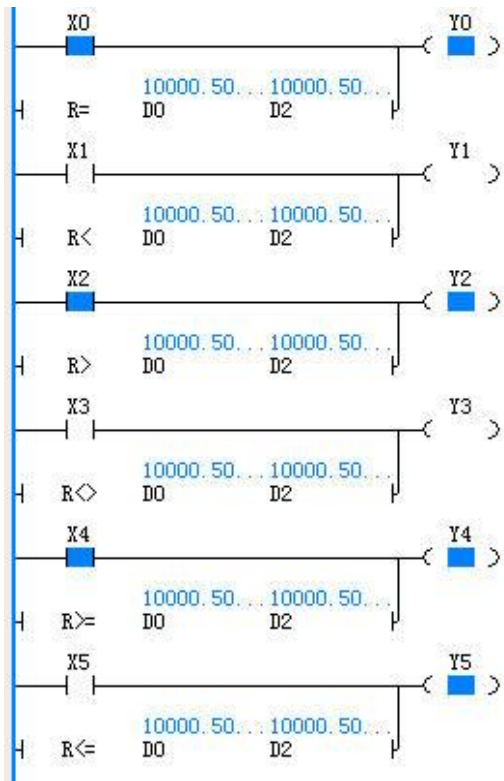 X0 Y0
10000.50... 10000.50...
R= D0 D2
X1 Y1
10000.50... 10000.50...
R< D0 D2
X2 Y2
10000.50... 10000.50...
R> D0 D2
X3 Y3
10000.50... 10000.50...
R<> D0 D2
X4 Y4
10000.50... 10000.50...
R>= D0 D2
X5 Y5
10000.50... 10000.50...
R<= D0 D2